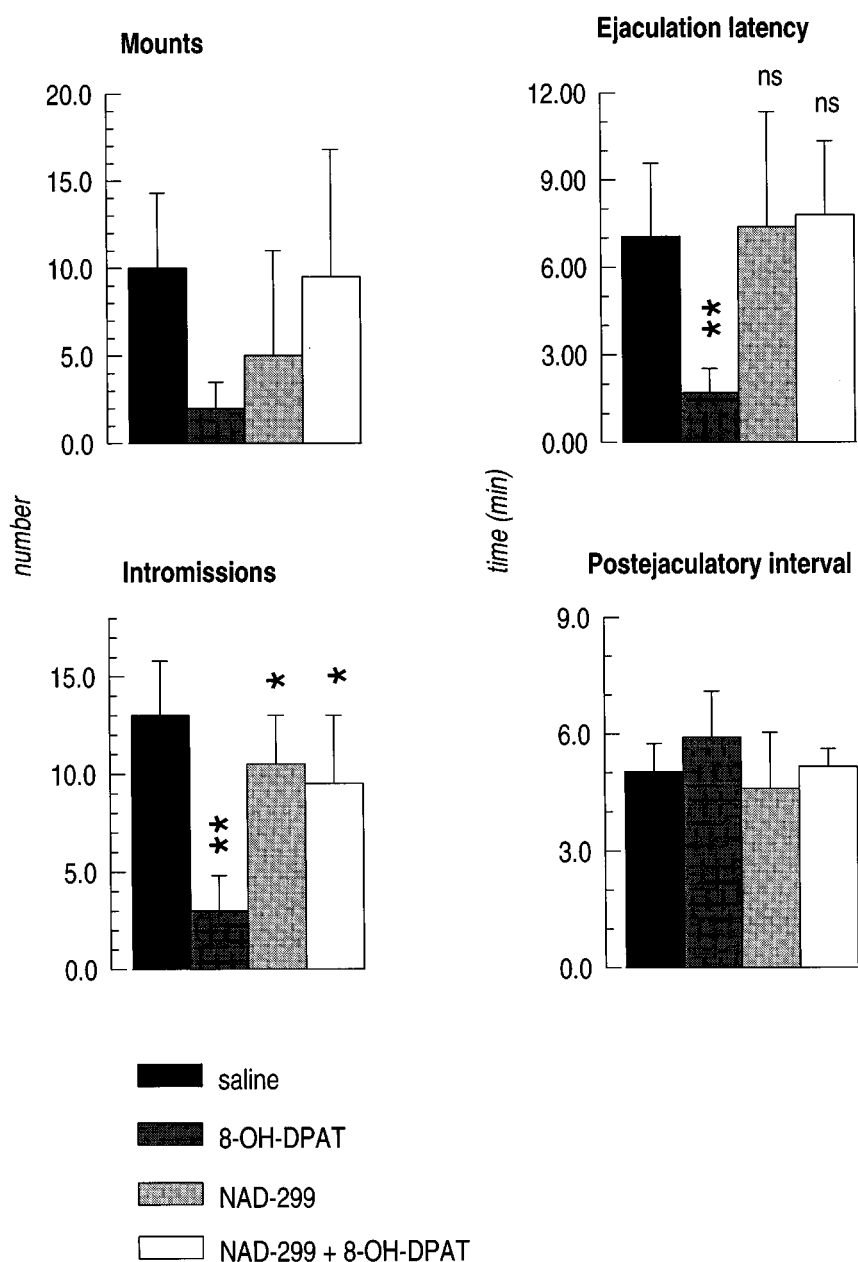 Mounts
20.0
15.0
10.0
5.0
0.0
number
Ejaculation latency
12.00
9.00
6.00
3.00
0.00
**
ns
ns
time (min)
Intromissions
15.0
10.0
5.0
0.0
**
*
*
Postejaculatory interval
9.0
6.0
3.0
0.0
saline
8-OH-DPAT
NAD-299
NAD-299 + 8-OH-DPAT